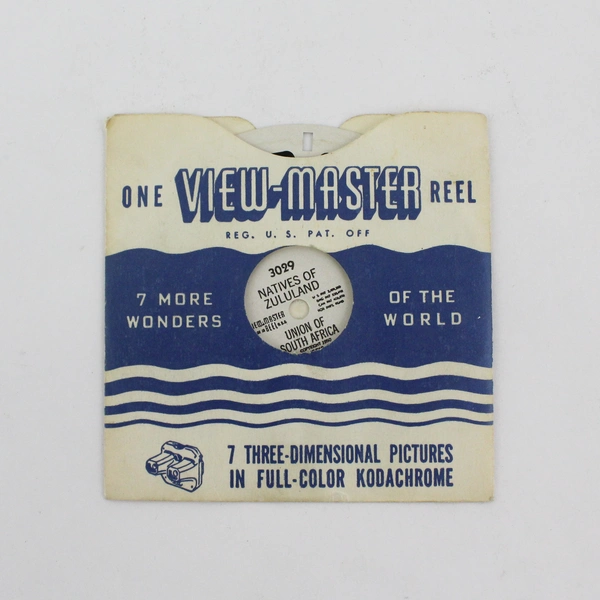 ONE VIEW-MASTER REEL
REG. U. S. PAT. OFF
7 MORE
WONDERS
OF THE
WORLD
3029
NATIVES OF
ZULULAND
UNION OF
SOUTH AFRICA
7 THREE-DIMENSIONAL PICTURES
IN FULL-COLOR KODACHROME